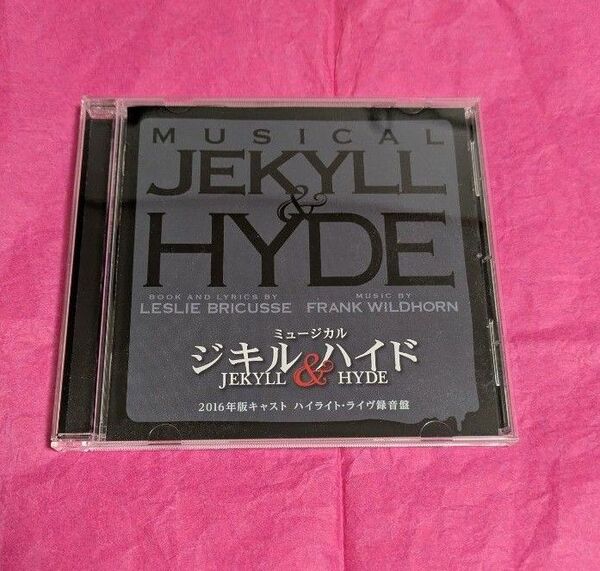 MUSICAL
JEKYLL
&
HYDE
BOOK AND LYRICS BY
LESLIE BRICUSSE
MUSIC BY
FRANK WILDHORN
ミュージカル
ジキル&ハイド
JEKYLL HYDE
2016年版キャスト ハイライト・ライヴ録音盤